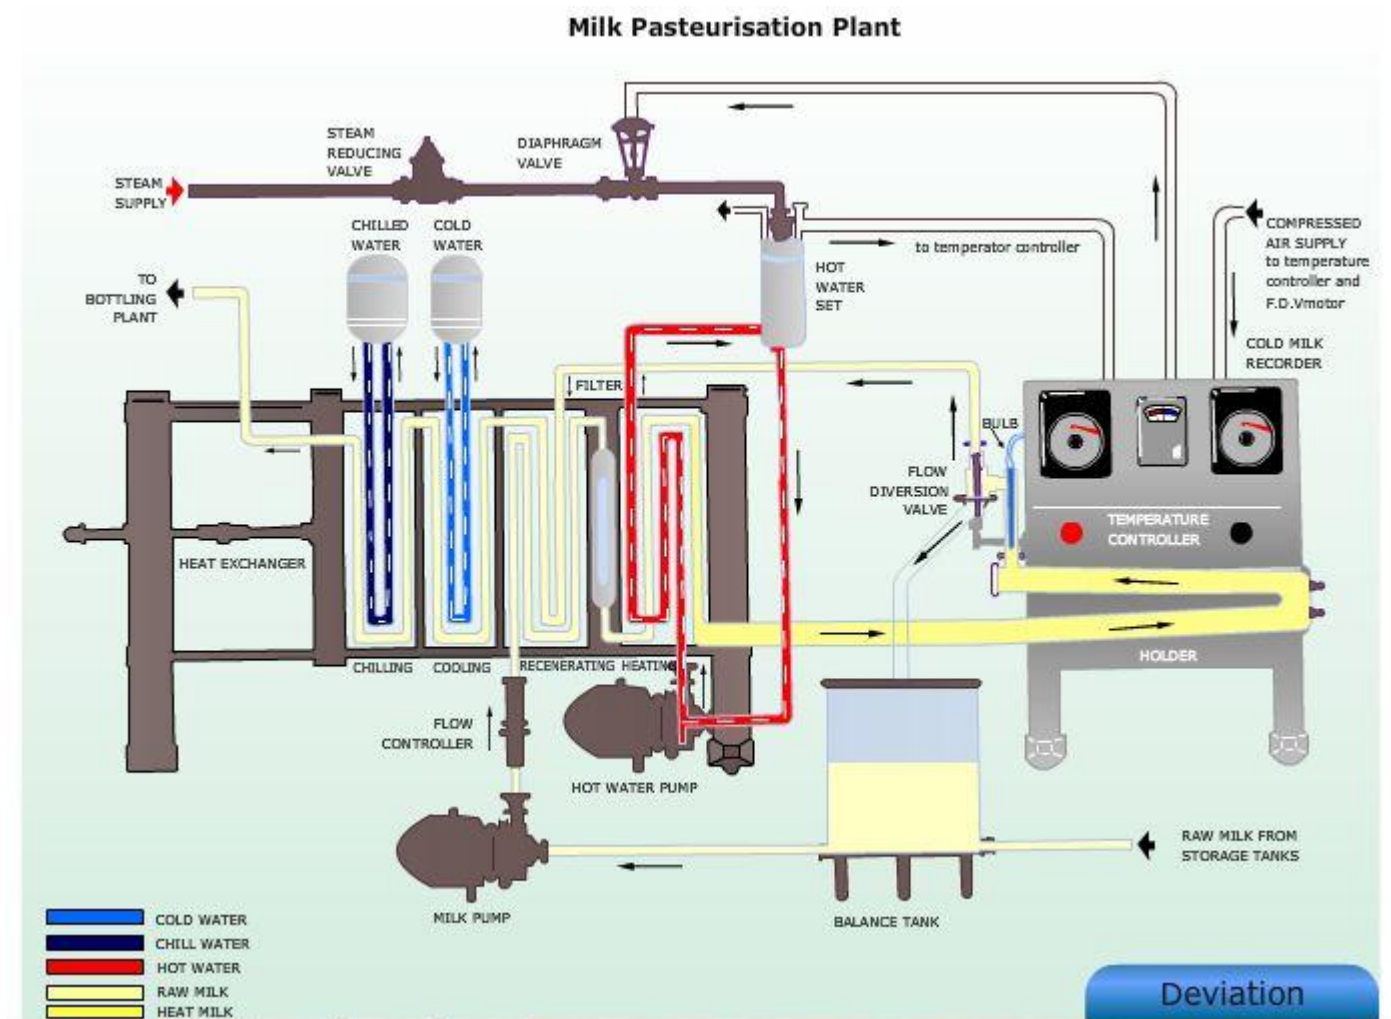 Milk Pasteurisation Plant
STEAM
REDUCING
VALVE
DIAPHRAGM
VALVE
STEAM
SUPPLY
CHILLED
WATER
COLD
WATER
to temperator controller
COMPRESSED
AIR SUPPLY
to temperature
controller and
F.D.Vmotor
HOT
WATER
SET
TO
BOTTLING
PLANT
COLD MILK
RECORDER
FILTER
BULB
FLOW
DIVERSION
VALVE
TEMPERATURE
CONTROLLER
HEAT EXCHANGER
HOLDER
CHILLING
COOLING
RECENERATING
HEATING
FLOW
CONTROLLER
HOT WATER PUMP
RAW MILK FROM
STORAGE TANKS
MILK PUMP
BALANCE TANK
COLD WATER
CHILL WATER
HOT WATER
RAW MILK
HEAT MILK
Deviation